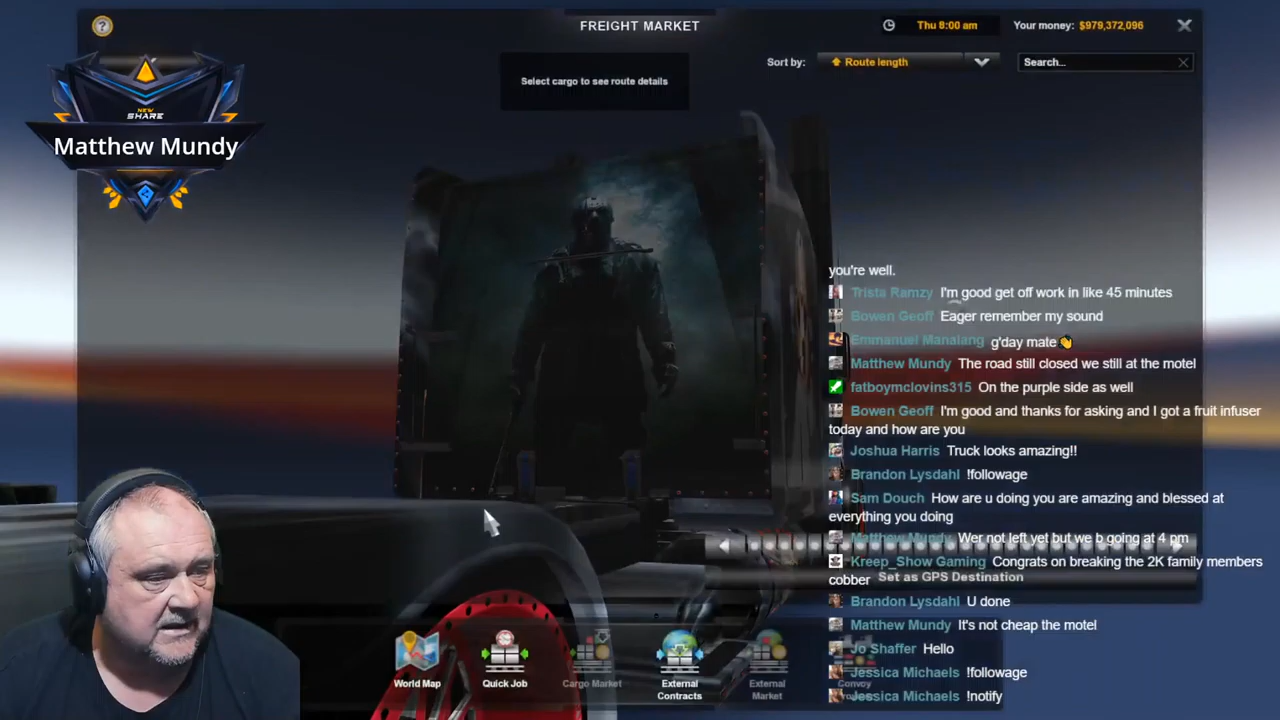 FREIGHT MARKET
Thu 8:00 am
Your money: $979,372,096
Select cargo to see route details
Sort by:
Route length
Search...
NEW
SHARE
Matthew Mundy
you're well.
Trista Ramzy I'm good get off work in like 45 minutes
Bowen Geoff Eager remember my sound
Emmanuel Manalang g'day mate👏
Matthew Mundy The road still closed we still at the motel
fatboymclovins315 On the purple side as well
Bowen Geoff I'm good and thanks for asking and I got a fruit infuser
today and how are you
Joshua Harris Truck looks amazing!!
Brandon Lysdahl !followage
Sam Douch How are u doing you are amazing and blessed at
everything you doing
Matthew Mundy Wer not left yet but we b going at 4 pm
Kreep_Show Gaming Congrats on breaking the 2K family members
cobber
Set as GPS Destination
Brandon Lysdahl U done
Matthew Mundy It's not cheap the motel
Jo Shaffer Hello
Jessica Michaels !followage
Jessica Michaels !notify
World Map
Quick Job
Cargo Market
External
Contracts
External
Market
Convoy